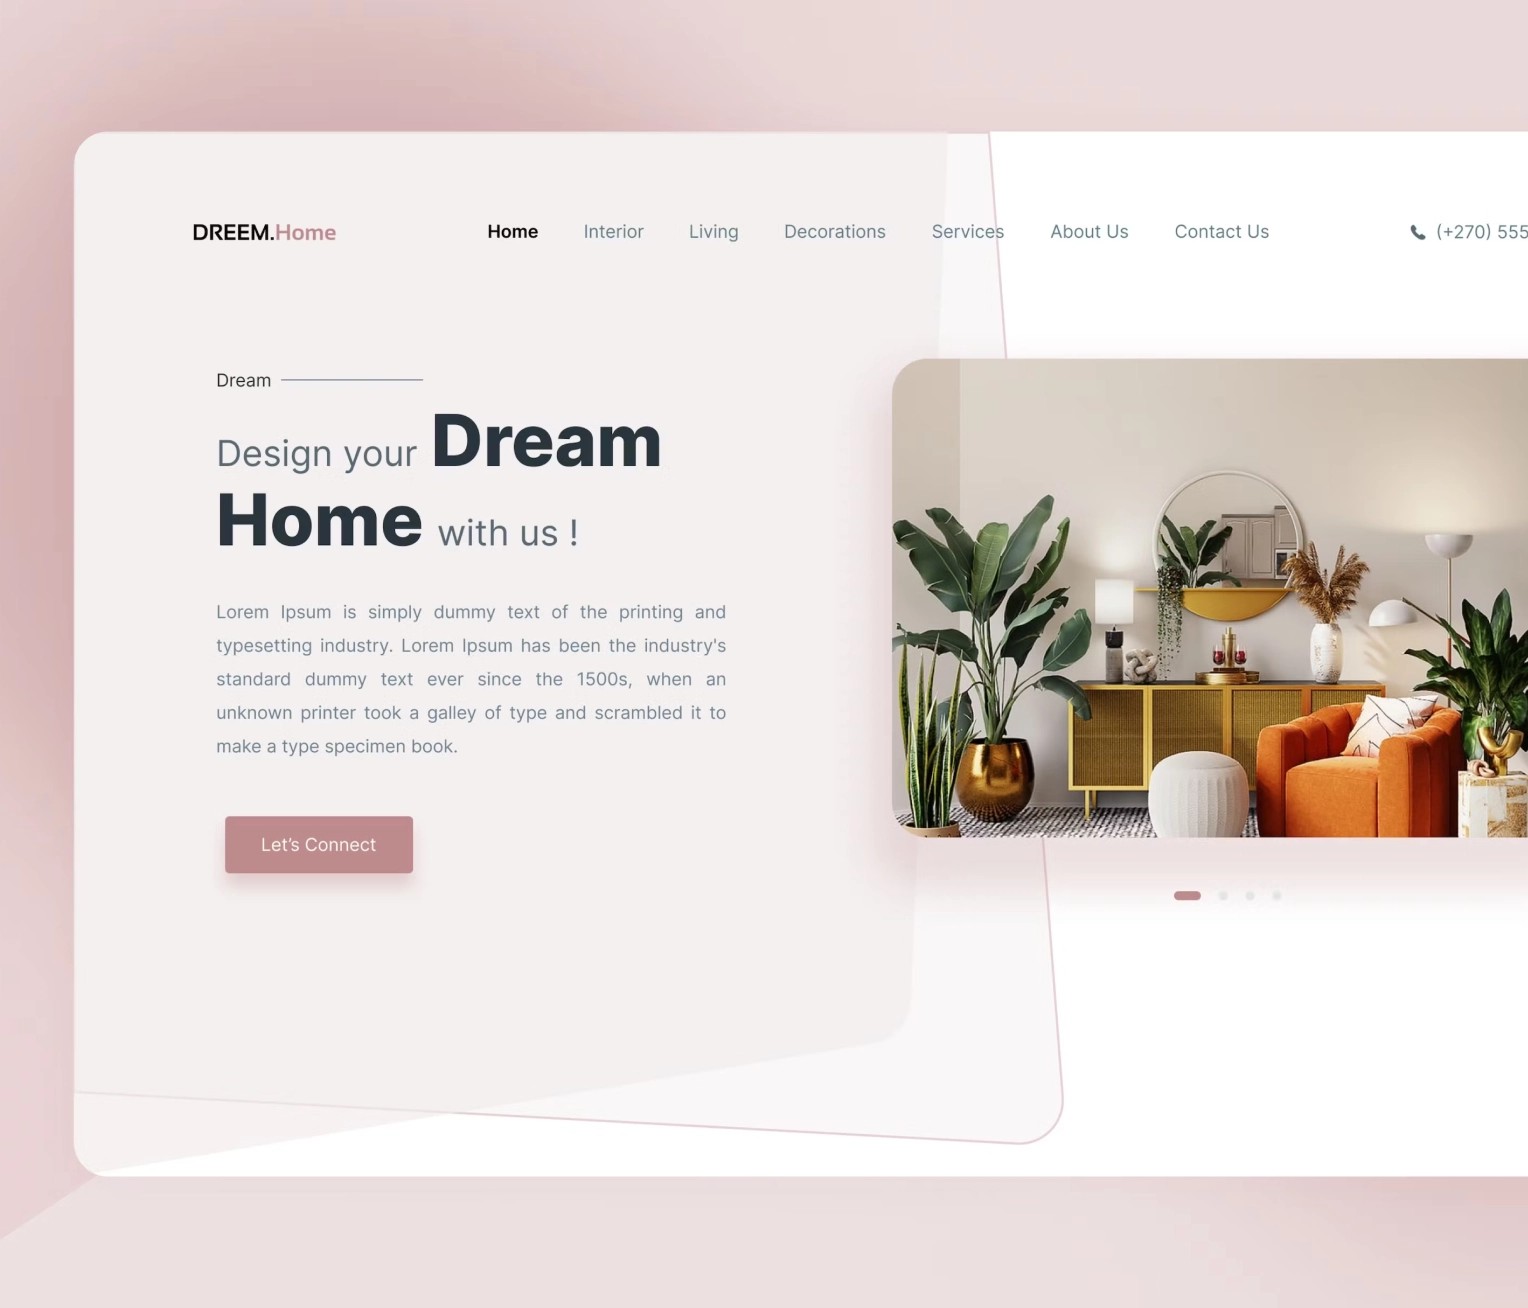 DREEM.Home
Home Interior Living Decorations Services About Us Contact Us
(+270) 555
Dream
Design your Dream
Home with us !
Lorem Ipsum is simply dummy text of the printing and
typesetting industry. Lorem Ipsum has been the industry's
standard dummy text ever since the 1500s, when an
unknown printer took a galley of type and scrambled it to
make a type specimen book.
Let’s Connect